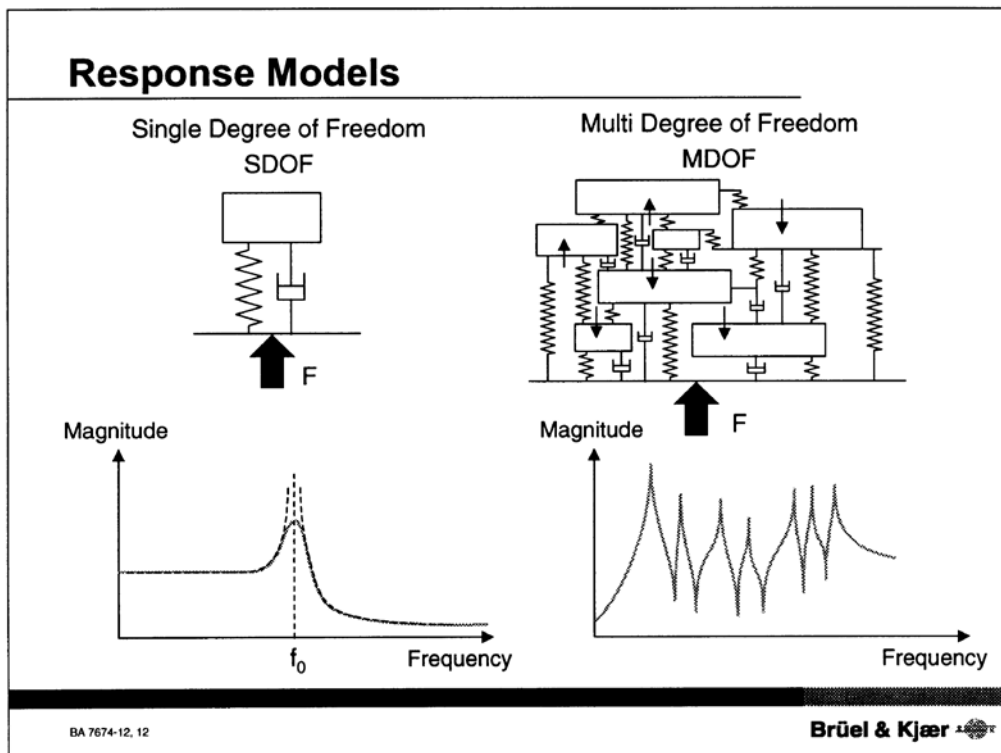 Response Models
Single Degree of Freedom
SDOF
F
Magnitude
f0
Frequency
Multi Degree of Freedom
MDOF
F
Magnitude
Frequency
BA 7674-12, 12
Brüel & Kjær